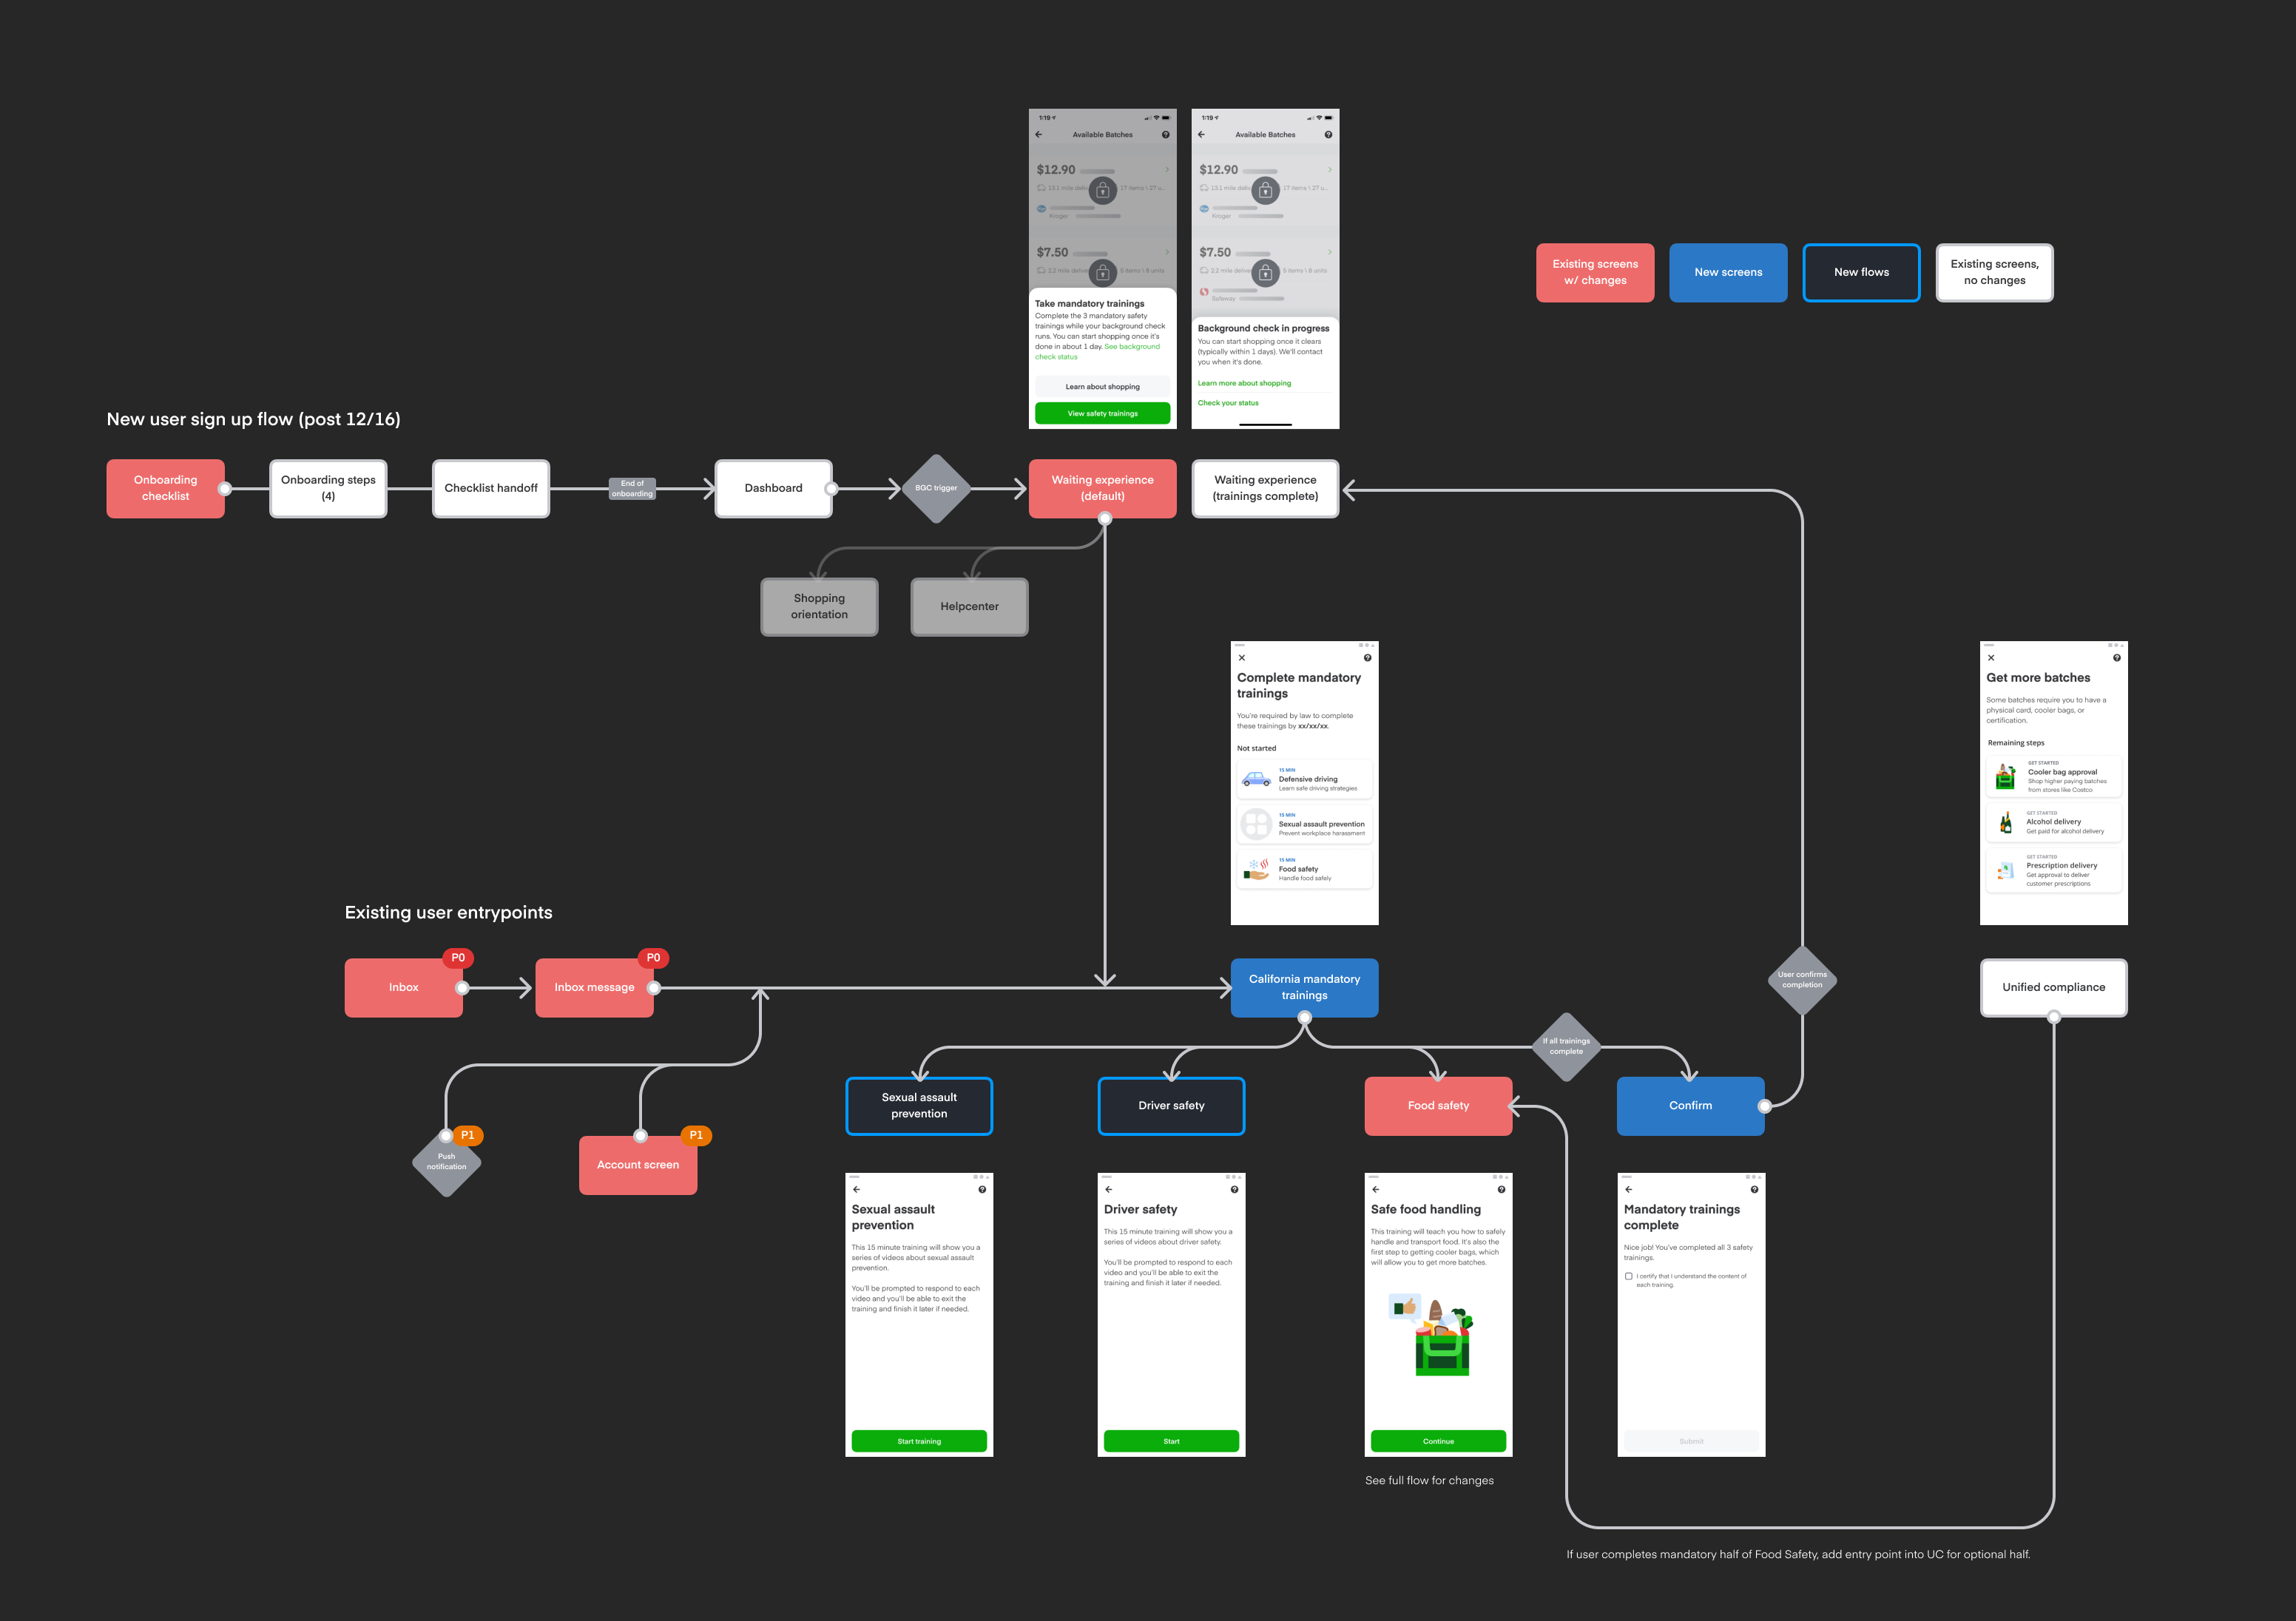 1:19
Available Batches
$12.90
13.1 mile deliv
27 items \ 27 u...
Kroger
$7.50
2.2 mile delive
5 items \ 8 units
Take mandatory trainings
Complete the 3 mandatory safety
trainings while your background check
runs. You can start shopping once it's
done in about 1 day. See background
check status
Learn about shopping
View safety trainings
1:19
Available Batches
$12.90
13.1 mile deliv
27 items \ 27 u...
Kroger
$7.50
2.2 mile delive
5 items \ 8 units
Safeway
Background check in progress
You can start shopping once it clears
(typically within 1 days). We'll contact
you when it's done.
Learn more about shopping
Check your status
Existing screens
w/ changes
New screens
New flows
Existing screens,
no changes
New user sign up flow (post 12/16)
Onboarding
checklist
Onboarding steps
(4)
Checklist handoff
End of
onboarding
Dashboard
BGC trigger
Waiting experience
(default)
Waiting experience
(trainings complete)
Shopping
orientation
Helpcenter
Complete mandatory
trainings
You're required by law to complete
these trainings by xx/xx/xx.
Not started
15 MIN
Defensive driving
Learn safe driving strategies
15 MIN
Sexual assault prevention
Prevent workplace harassment
15 MIN
Food safety
Handle food safely
Get more batches
Some batches require you to have a
physical card, cooler bags, or
certification.
Remaining steps
GET STARTED
Cooler bag approval
Shop higher paying batches
from stores like Costco
GET STARTED
Alcohol delivery
Get paid for alcohol delivery
GET STARTED
Prescription delivery
Get approval to deliver
customer prescriptions
Existing user entrypoints
Inbox
P0
Inbox message
P0
California mandatory
trainings
User confirms
completion
Unified compliance
If all trainings
complete
Push
notification
P1
Account screen
P1
Sexual assault
prevention
Driver safety
Food safety
Confirm
Sexual assault
prevention
This 15 minute training will show you a
series of videos about sexual assault
prevention.
You'll be prompted to respond to each
video and you'll be able to exit the
training and finish it later if needed.
Start training
Driver safety
This 15 minute training will show you a
series of videos about driver safety.
You'll be prompted to respond to each
video and you'll be able to exit the
training and finish it later if needed.
Start
Safe food handling
This training will teach you how to safely
handle and transport food. It's also the
first step to getting cooler bags, which
will allow you to get more batches.
Continue
Mandatory trainings
complete
Nice job! You've completed all 3 safety
trainings.
I certify that I understand the content of
each training.
Submit
See full flow for changes
If user completes mandatory half of Food Safety, add entry point into UC for optional half.